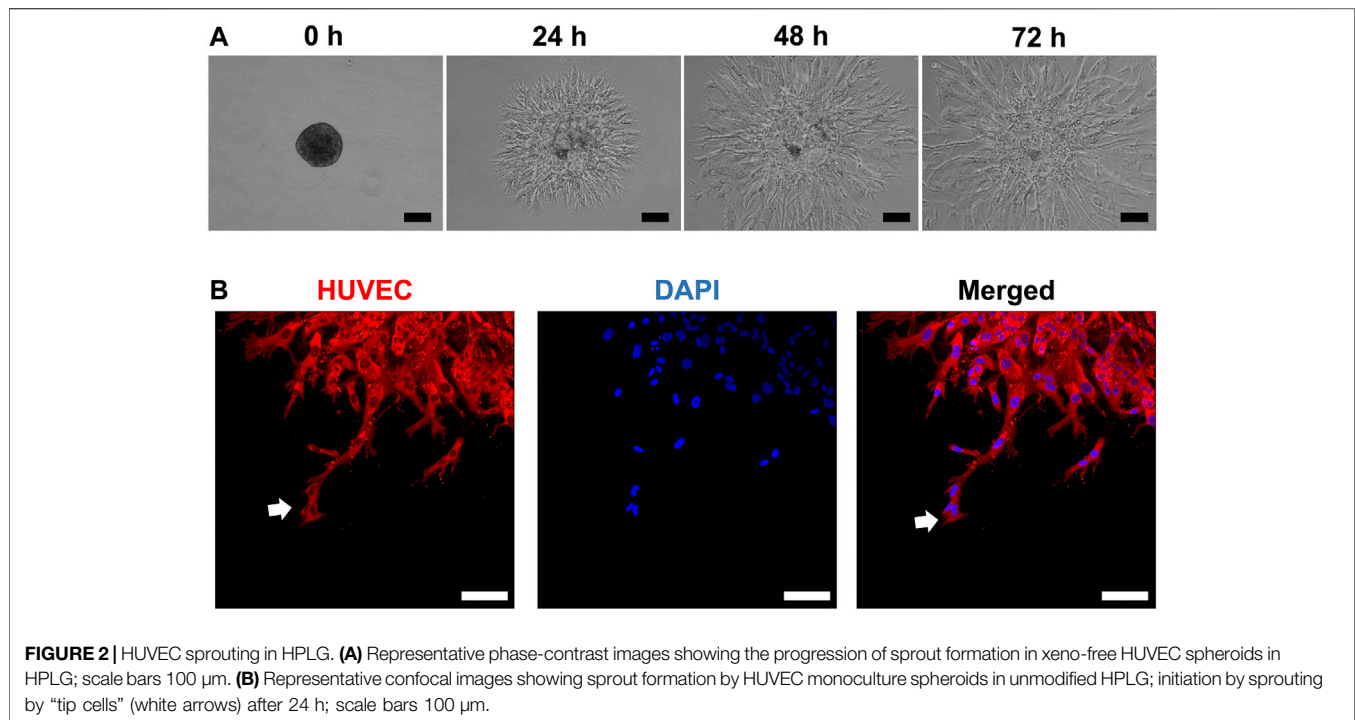 A 0 h 24 h 48 h 72 h
B HUVEC DAPI Merged
FIGURE 2 | HUVEC sprouting in HPLG. (A) Representative phase-contrast images showing the progression of sprout formation in xeno-free HUVEC spheroids in
HPLG; scale bars 100 µm. (B) Representative confocal images showing sprout formation by HUVEC monoculture spheroids in unmodified HPLG; initiation by sprouting
by “tip cells” (white arrows) after 24 h; scale bars 100 µm.